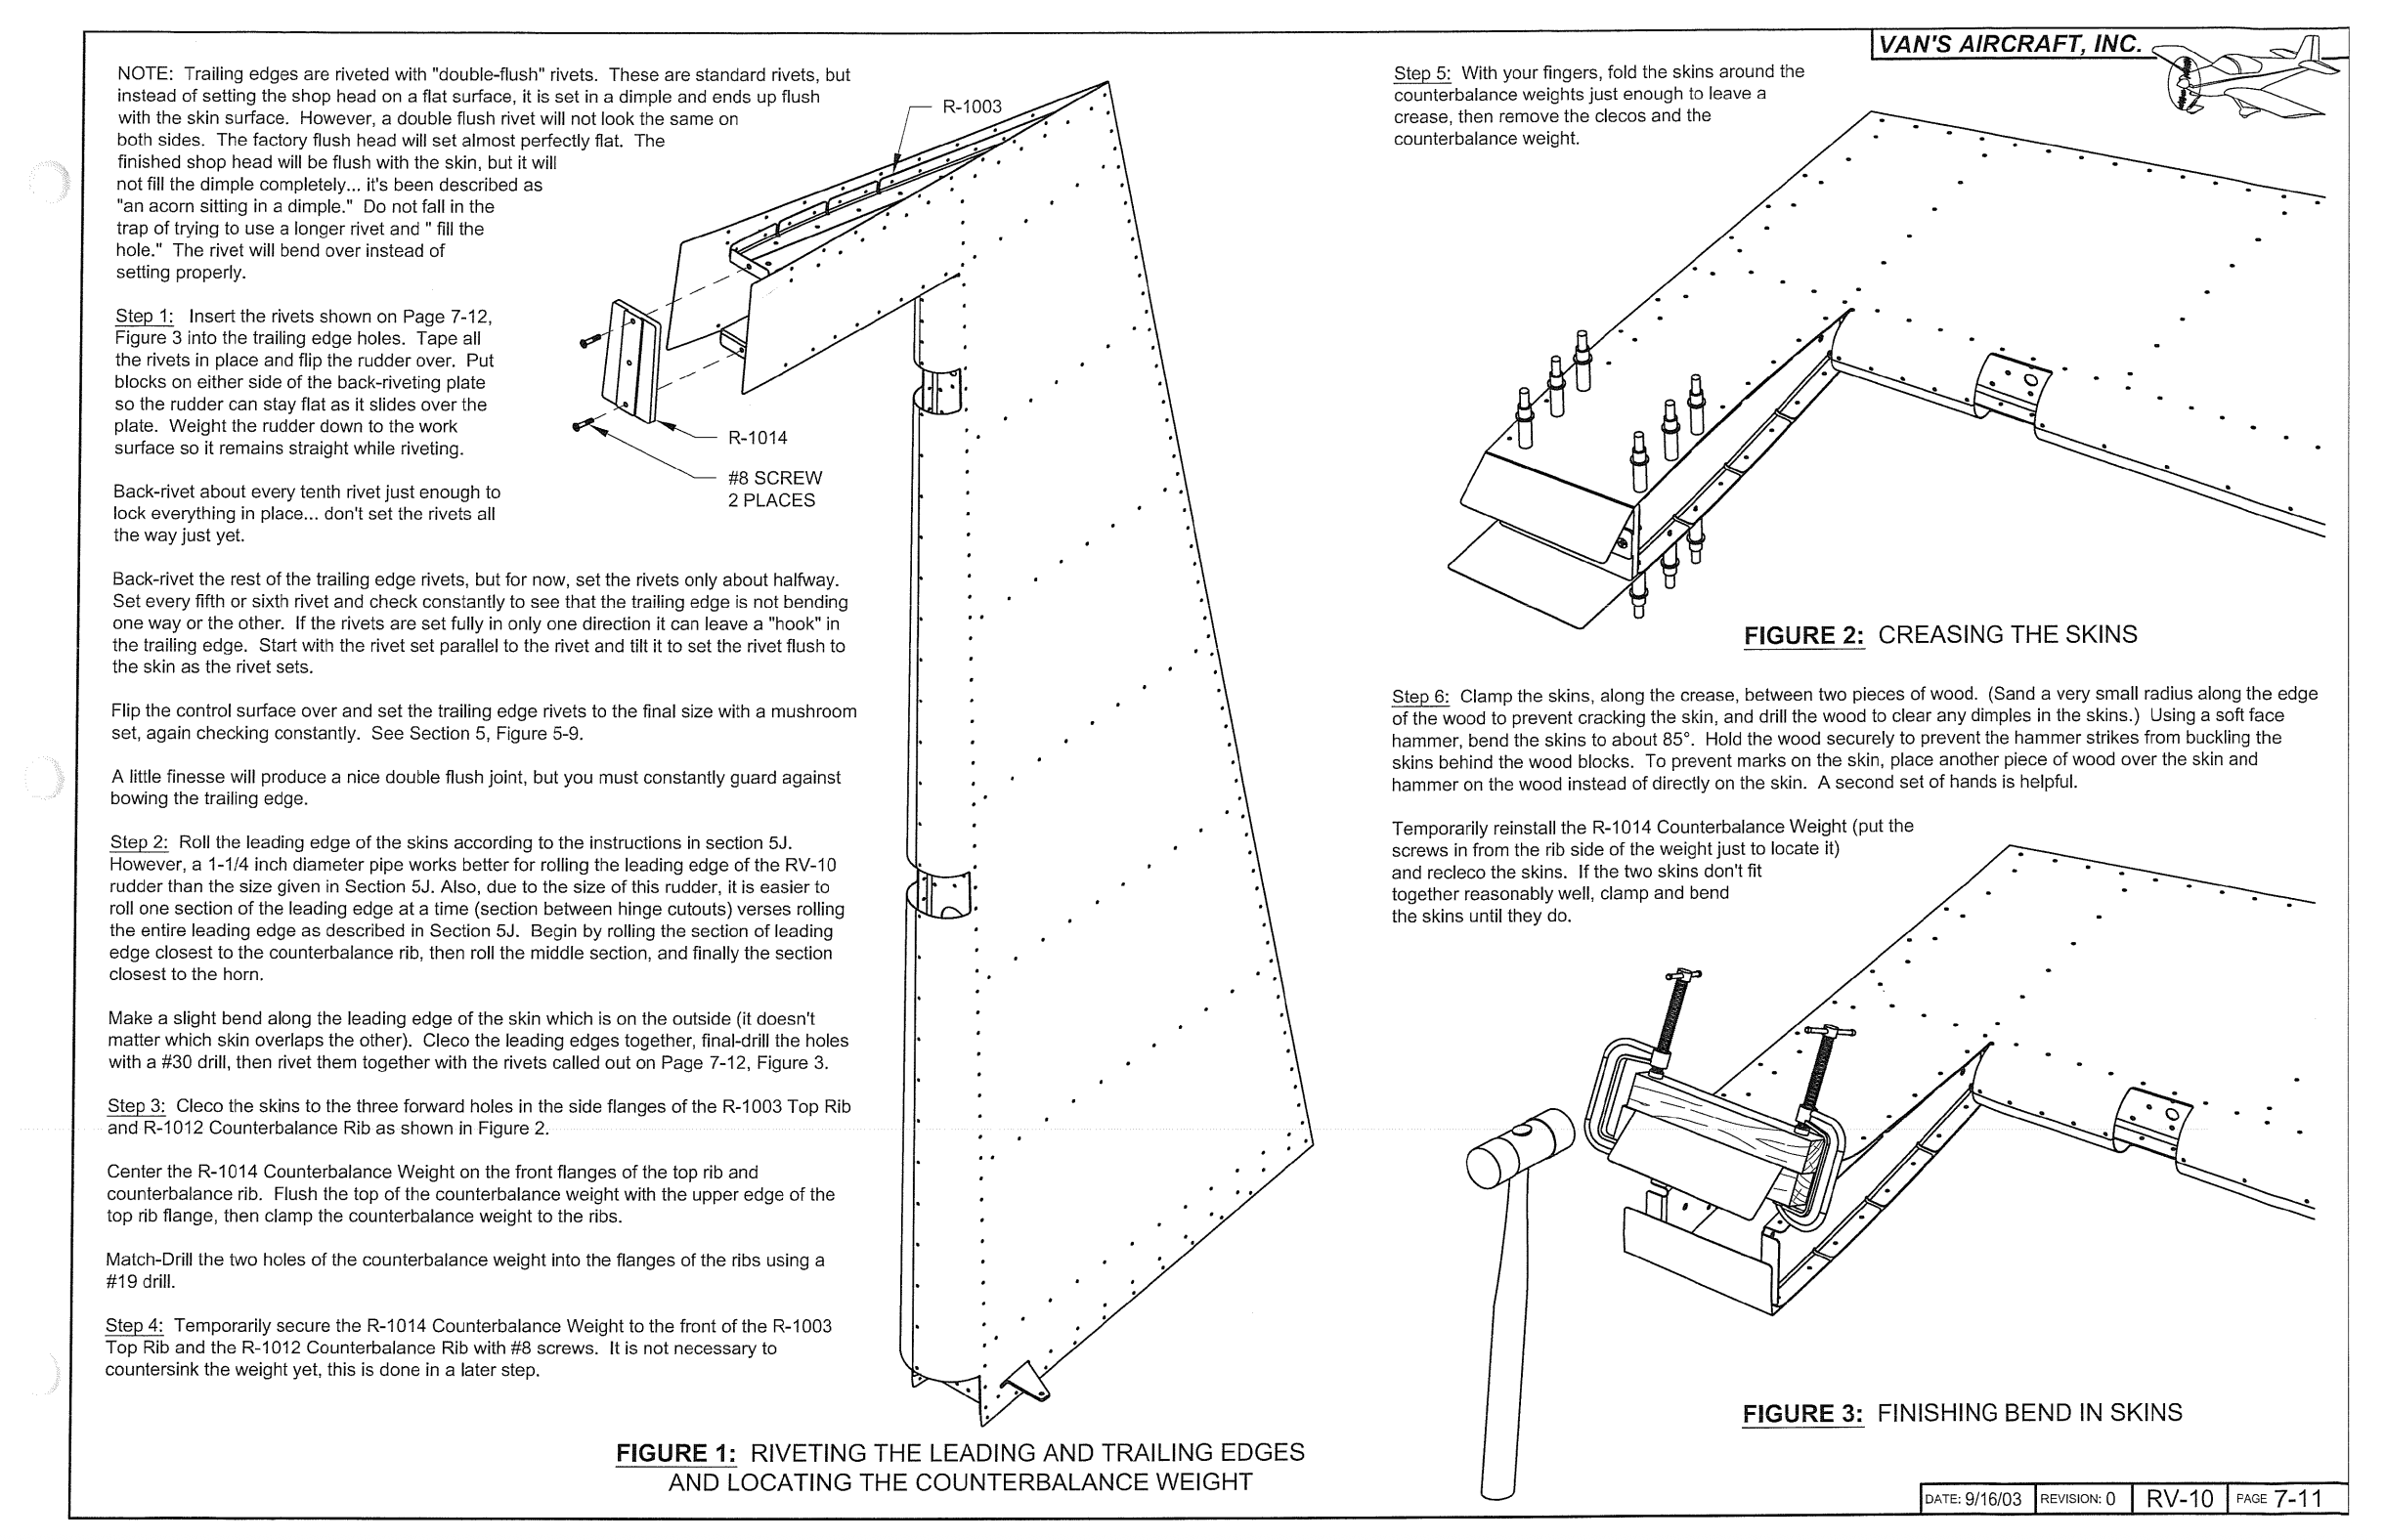 VAN'S AIRCRAFT, INC.
NOTE: Trailing edges are riveted with "double-flush" rivets. These are standard rivets, but
instead of setting the shop head on a flat surface, it is set in a dimple and ends up flush
with the skin surface. However, a double flush rivet will not look the same on
both sides. The factory flush head will set almost perfectly flat. The
finished shop head will be flush with the skin, but it will
not fill the dimple completely... it's been described as
"an acorn sitting in a dimple." Do not fall in the
trap of trying to use a longer rivet and " fill the
hole." The rivet will bend over instead of
setting properly.
Step 1: Insert the rivets shown on Page 7-12,
Figure 3 into the trailing edge holes. Tape all
the rivets in place and flip the rudder over. Put
blocks on either side of the back-riveting plate
so the rudder can stay flat as it slides over the
plate. Weight the rudder down to the work
surface so it remains straight while riveting.
Back-rivet about every tenth rivet just enough to
lock everything in place... don't set the rivets all
the way just yet.
Back-rivet the rest of the trailing edge rivets, but for now, set the rivets only about halfway.
Set every fifth or sixth rivet and check constantly to see that the trailing edge is not bending
one way or the other. If the rivets are set fully in only one direction it can leave a "hook" in
the trailing edge. Start with the rivet set parallel to the rivet and tilt it to set the rivet flush to
the skin as the rivet sets.
Flip the control surface over and set the trailing edge rivets to the final size with a mushroom
set, again checking constantly. See Section 5, Figure 5-9.
A little finesse will produce a nice double flush joint, but you must constantly guard against
bowing the trailing edge.
Step 2: Roll the leading edge of the skins according to the instructions in section 5J.
However, a 1-1/4 inch diameter pipe works better for rolling the leading edge of the RV-10
rudder than the size given in Section 5J. Also, due to the size of this rudder, it is easier to
roll one section of the leading edge at a time (section between hinge cutouts) verses rolling
the entire leading edge as described in Section 5J. Begin by rolling the section of leading
edge closest to the counterbalance rib, then roll the middle section, and finally the section
closest to the horn.
Make a slight bend along the leading edge of the skin which is on the outside (it doesn't
matter which skin overlaps the other). Cleco the leading edges together, final-drill the holes
with a #30 drill, then rivet them together with the rivets called out on Page 7-12, Figure 3.
Step 3: Cleco the skins to the three forward holes in the side flanges of the R-1003 Top Rib
and R-1012 Counterbalance Rib as shown in Figure 2.
Center the R-1014 Counterbalance Weight on the front flanges of the top rib and
counterbalance rib. Flush the top of the counterbalance weight with the upper edge of the
top rib flange, then clamp the counterbalance weight to the ribs.
Match-Drill the two holes of the counterbalance weight into the flanges of the ribs using a
#19 drill.
Step 4: Temporarily secure the R-1014 Counterbalance Weight to the front of the R-1003
Top Rib and the R-1012 Counterbalance Rib with #8 screws. It is not necessary to
countersink the weight yet, this is done in a later step.
R-1003
R-1014
#8 SCREW
2 PLACES
FIGURE 1: RIVETING THE LEADING AND TRAILING EDGES
AND LOCATING THE COUNTERBALANCE WEIGHT
Step 5: With your fingers, fold the skins around the
counterbalance weights just enough to leave a
crease, then remove the clecos and the
counterbalance weight.
FIGURE 2: CREASING THE SKINS
Step 6: Clamp the skins, along the crease, between two pieces of wood. (Sand a very small radius along the edge
of the wood to prevent cracking the skin, and drill the wood to clear any dimples in the skins.) Using a soft face
hammer, bend the skins to about 85°. Hold the wood securely to prevent the hammer strikes from buckling the
skins behind the wood blocks. To prevent marks on the skin, place another piece of wood over the skin and
hammer on the wood instead of directly on the skin. A second set of hands is helpful.
Temporarily reinstall the R-1014 Counterbalance Weight (put the
screws in from the rib side of the weight just to locate it)
and recleco the skins. If the two skins don't fit
together reasonably well, clamp and bend
the skins until they do.
FIGURE 3: FINISHING BEND IN SKINS
DATE: 9/16/03 REVISION: 0 RV-10 PAGE 7-11